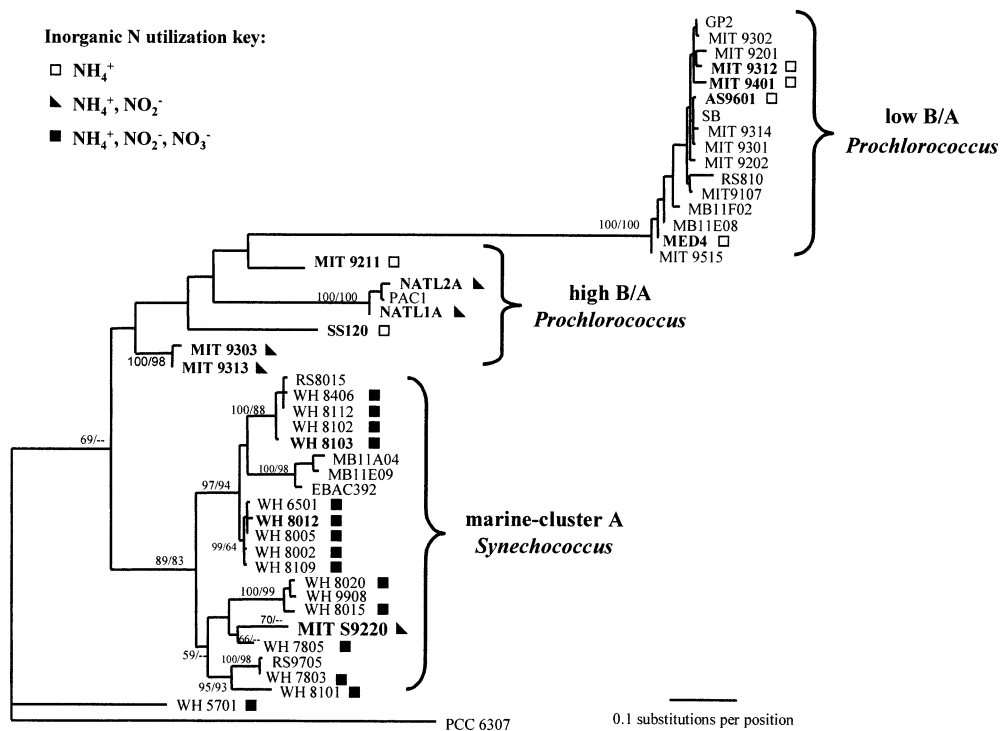 Inorganic N utilization key:
NH₄⁺
NH₄⁺, NO₂⁻
NH₄⁺, NO₂⁻, NO₃⁻
GP2
MIT 9302
MIT 9201
MIT 9312
MIT 9401
AS9601
SB
MIT 9314
MIT 9301
MIT 9202
RS810
MIT9107
MB11F02
MB11E08
100/100
MED4
MIT 9515
low B/A
Prochlorococcus
MIT 9211
NATL2A
100/100
PAC1
NATL1A
SS120
MIT 9303
100/98
MIT 9313
high B/A
Prochlorococcus
RS8015
WH 8406
100/88
WH 8112
WH 8102
WH 8103
69/--
MB11A04
100/98
MB11E09
EBAC392
97/94
WH 6501
WH 8012
WH 8005
99/64
WH 8002
WH 8109
89/83
WH 8020
100/99
WH 9908
WH 8015
70/--
MIT S9220
66/--
WH 7805
59/--
100/98
RS9705
WH 7803
95/93
WH 8101
marine-cluster A
Synechococcus
WH 5701
PCC 6307
0.1 substitutions per position